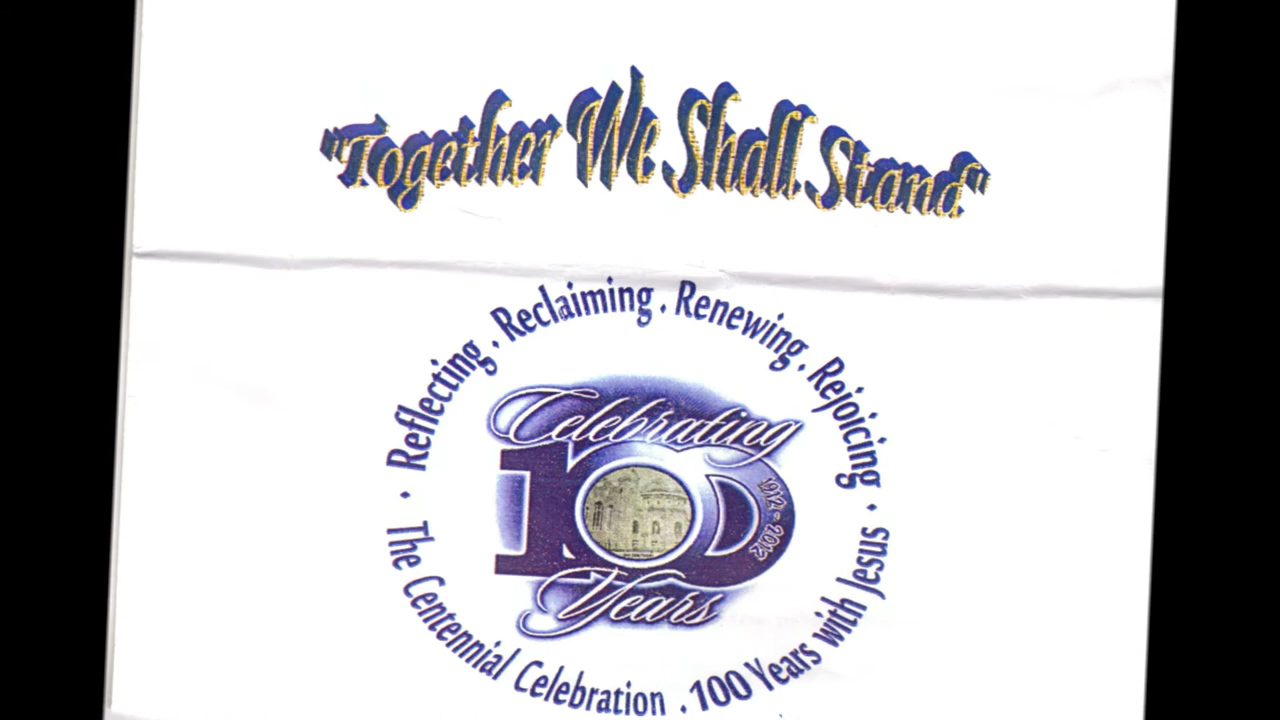 "Together We Shall Stand"
· Reflecting . Reclaiming . Renewing . Rejoicing ·
Celebrating
100
1912 - 2012
Years
The Centennial Celebration . 100 Years with Jesus